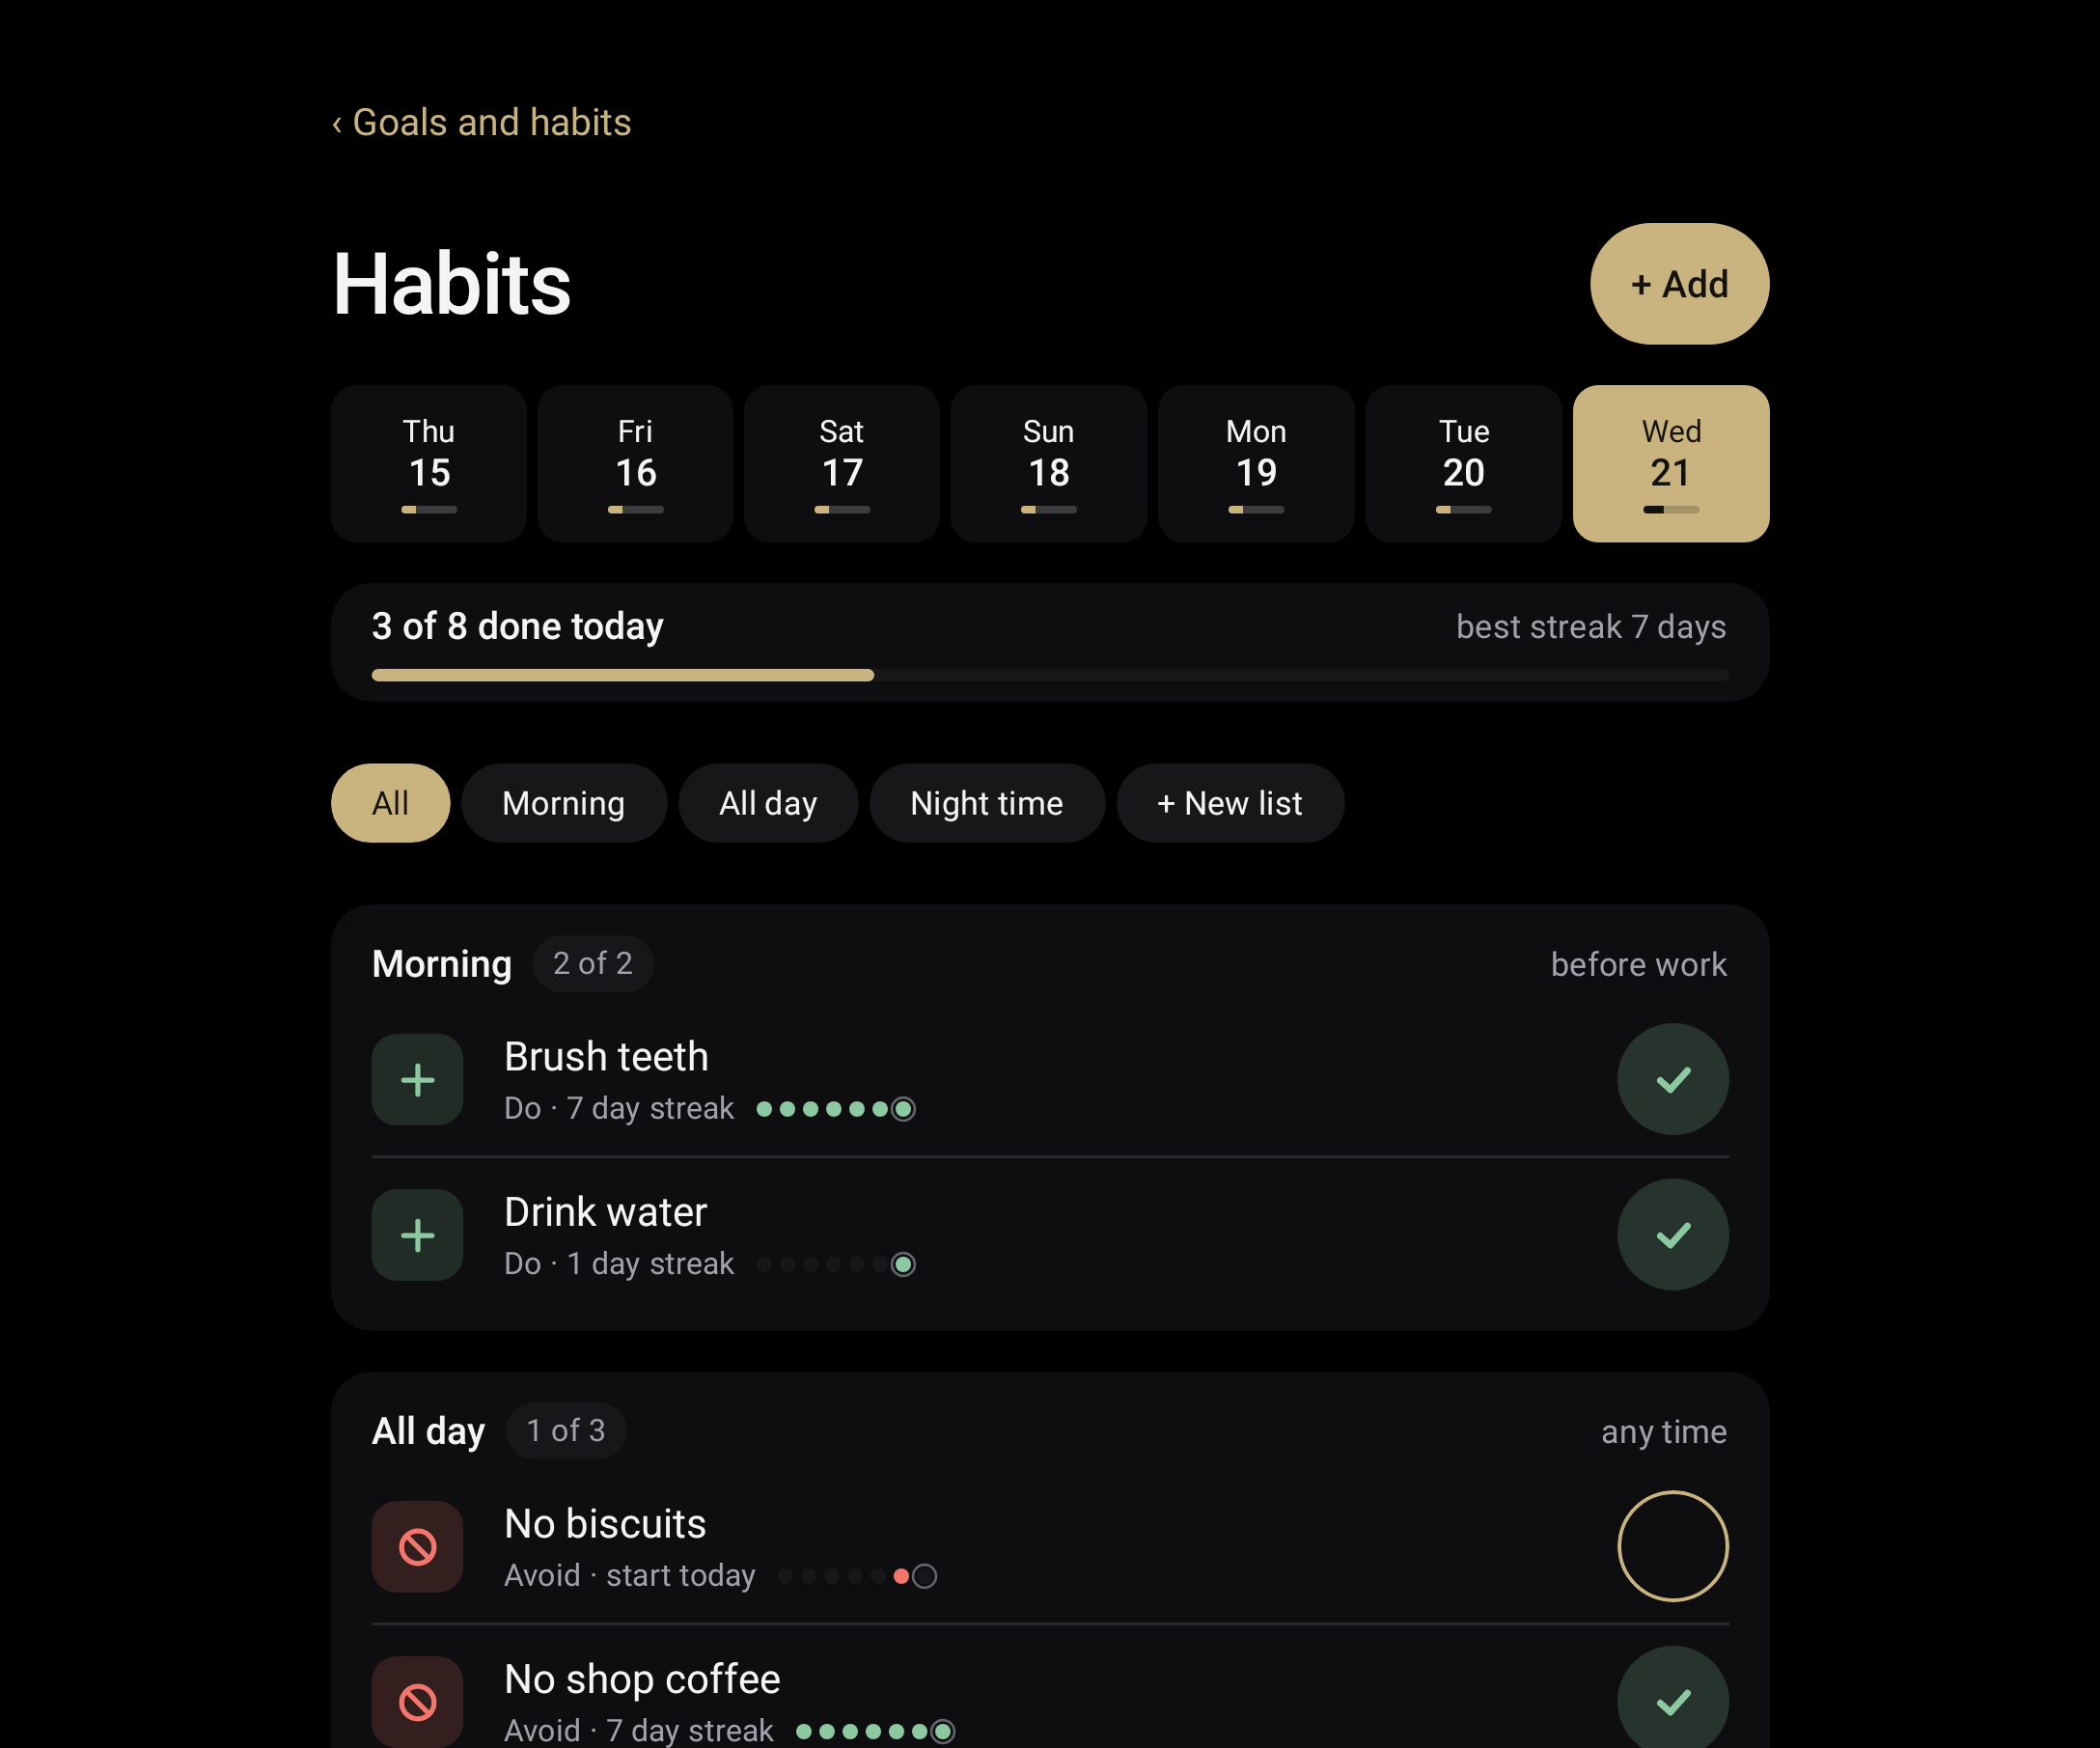 ‹ Goals and habits
Habits
+ Add
Thu
15
Fri
16
Sat
17
Sun
18
Mon
19
Tue
20
Wed
21
3 of 8 done today
best streak 7 days
All
Morning
All day
Night time
+ New list
Morning
2 of 2
before work
Brush teeth
Do · 7 day streak
Drink water
Do · 1 day streak
All day
1 of 3
any time
No biscuits
Avoid · start today
No shop coffee
Avoid · 7 day streak